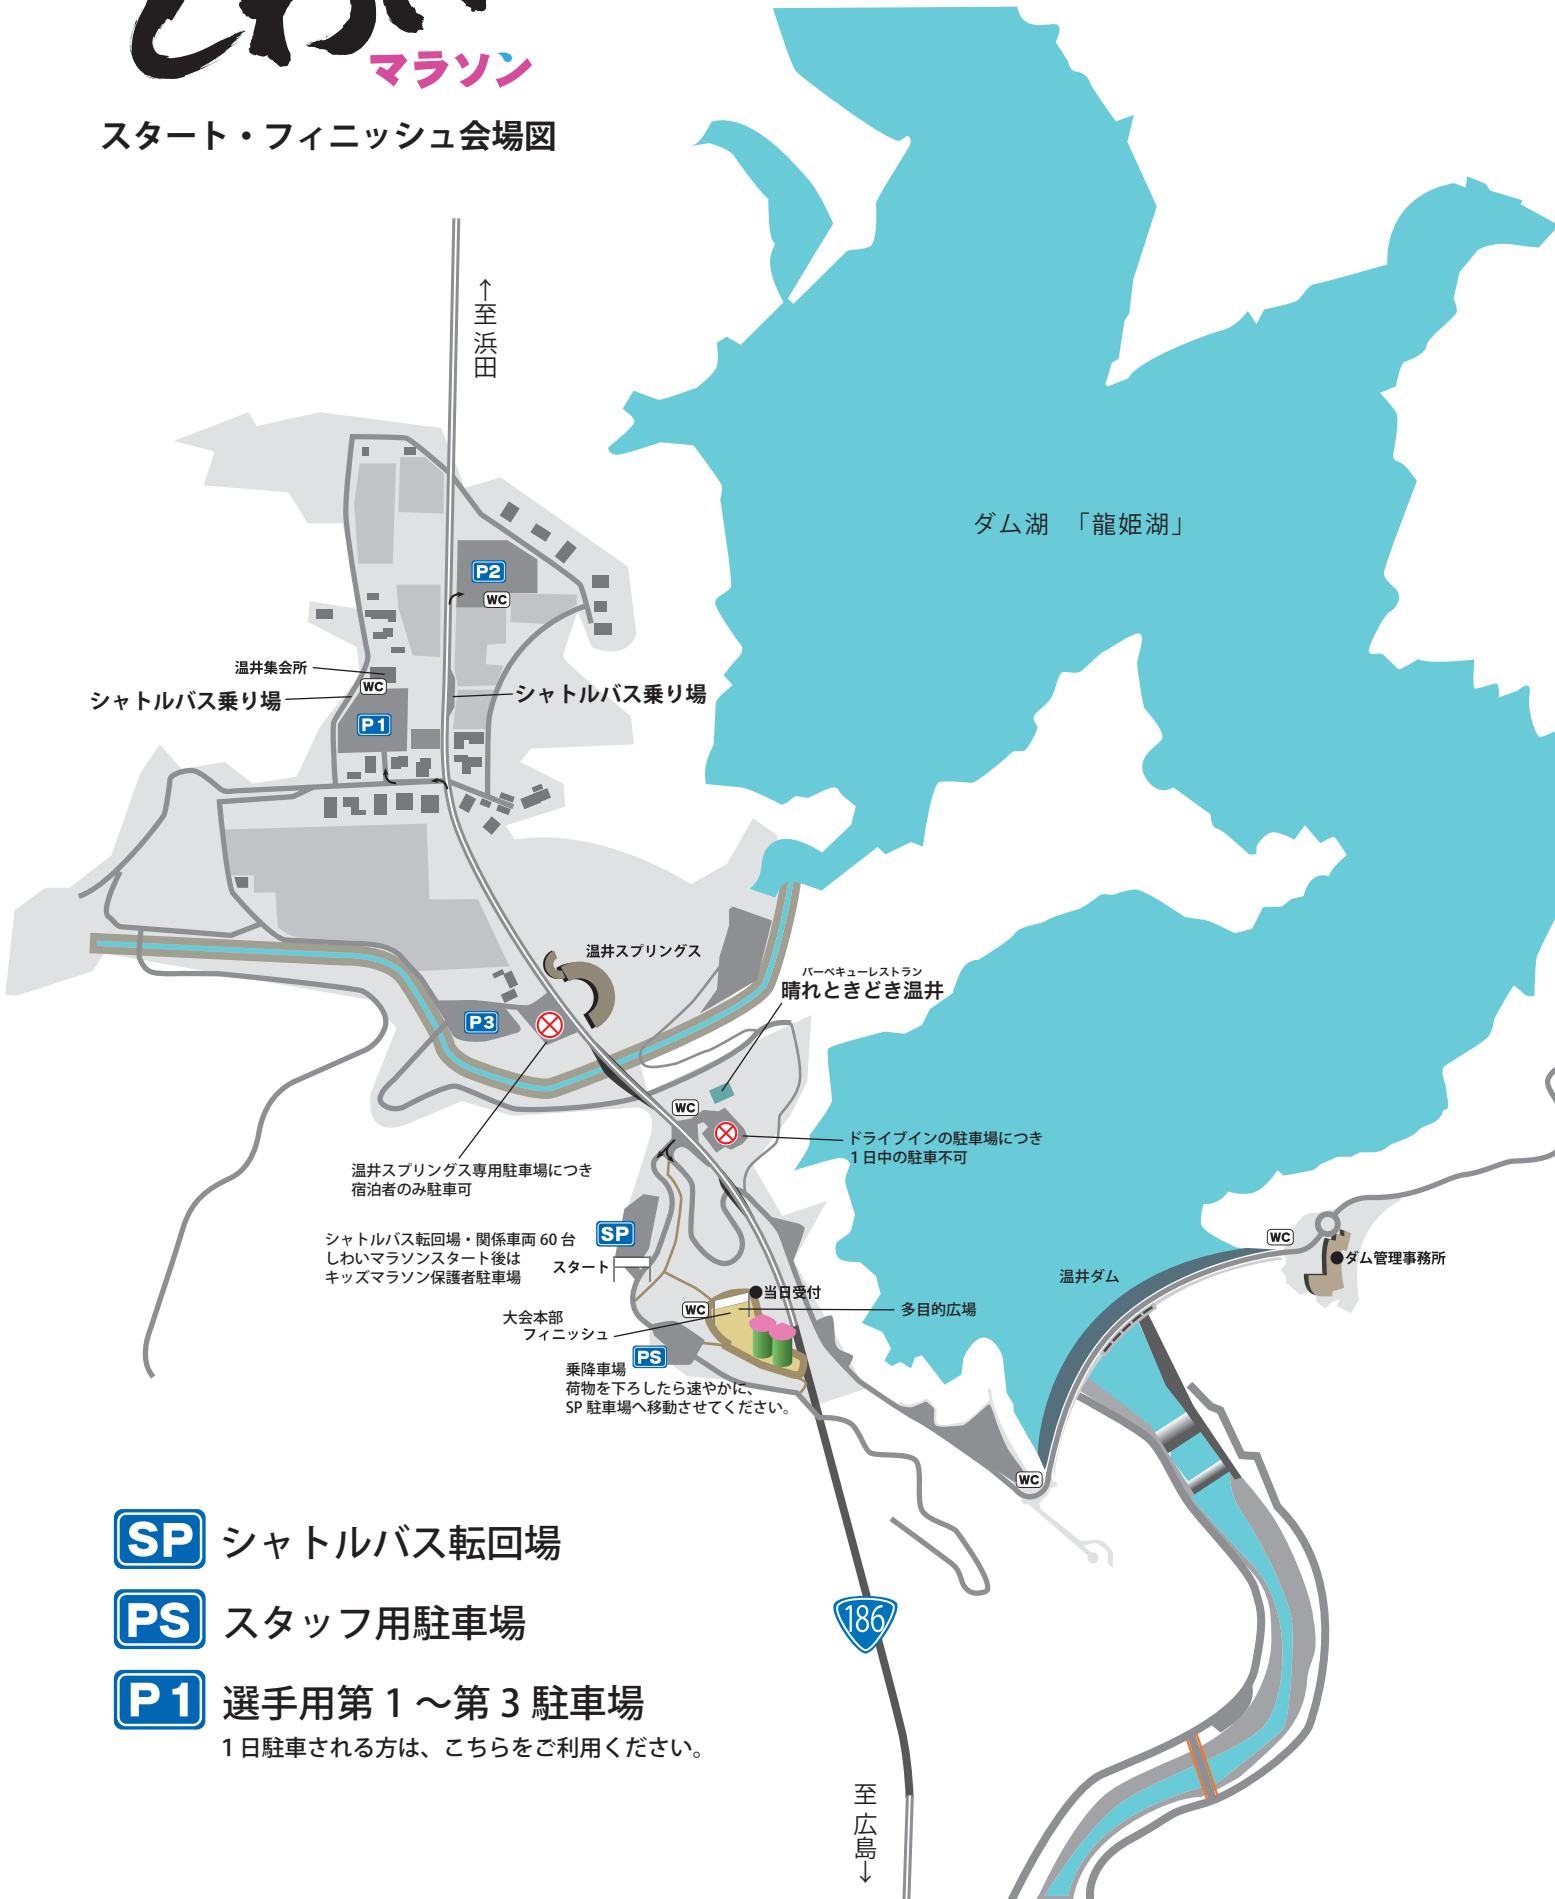 しわい
マラソン
スタート・フィニッシュ会場図
←至 浜田
ダム湖 「龍姫湖」
P2
WC
温井集会所
WC
シャトルバス乗り場
シャトルバス乗り場
P1
温井スプリングス
バーベキューレストラン
晴れときどき温井
P3
WC
ドライブインの駐車場につき
1日中の駐車不可
温井スプリングス専用駐車場につき
宿泊者のみ駐車可
SP
シャトルバス転回場・関係車両 60 台
しわいマラソンスタート後は
キッズマラソン保護者駐車場
スタート
WC
ダム管理事務所
温井ダム
当日受付
WC
多目的広場
大会本部
フィニッシュ
PS
乗降車場
荷物を下ろしたら速やかに、
SP 駐車場へ移動させてください。
WC
SP シャトルバス転回場
PS スタッフ用駐車場
186
P1 選手用第 1 〜第 3 駐車場
1 日駐車される方は、こちらをご利用ください。
至 広島→